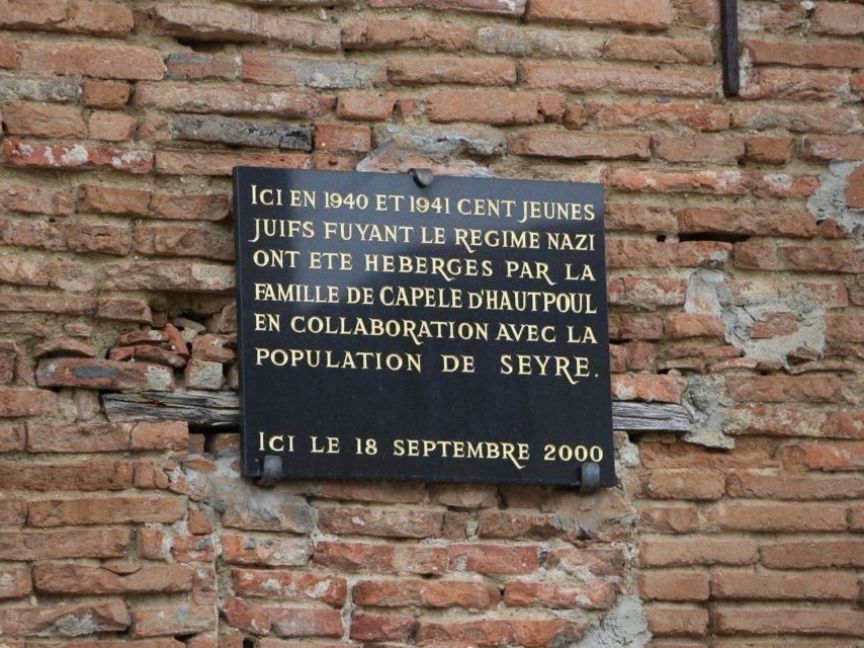 ICI EN 1940 ET 1941 CENT JEUNES
JUIFS FUYANT LE REGIME NAZI
ONT ETE HEBERGES PAR LA
FAMILLE DE CAPELE D'HAUTPOUL
EN COLLABORATION AVEC LA
POPULATION DE SEYRE.
ICI LE 18 SEPTEMBRE 2000